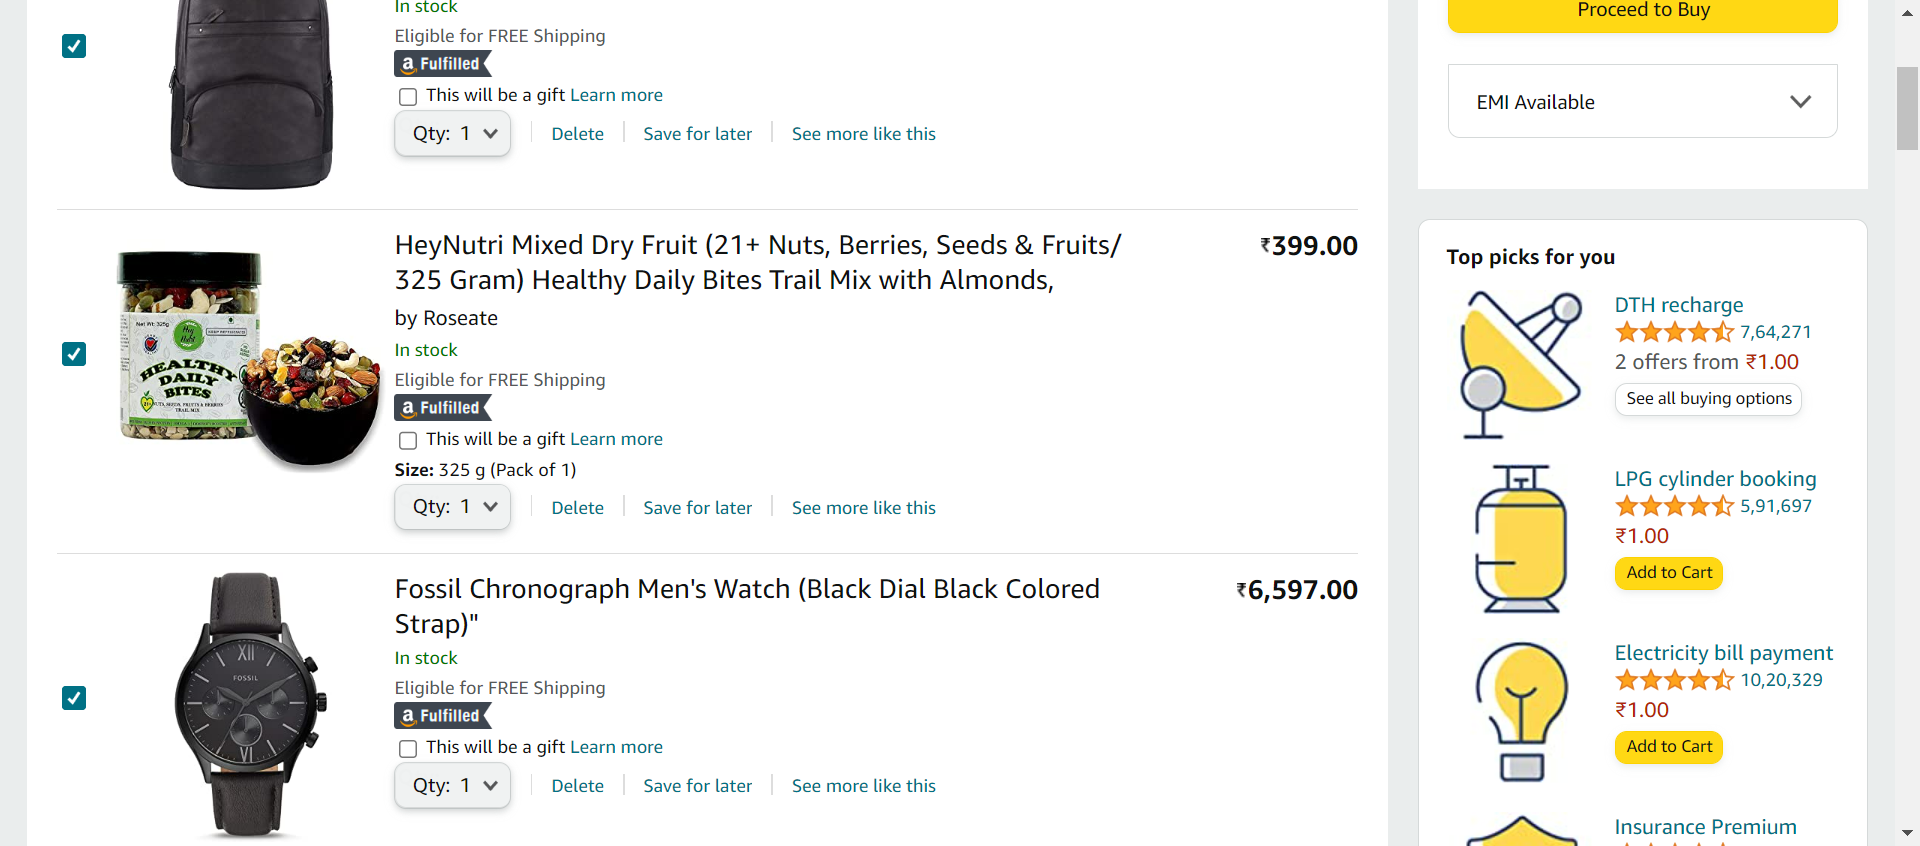 In stock
Eligible for FREE Shipping
a Fulfilled
This will be a gift Learn more
Qty: 1
Delete
Save for later
See more like this
HeyNutri Mixed Dry Fruit (21+ Nuts, Berries, Seeds & Fruits/
325 Gram) Healthy Daily Bites Trail Mix with Almonds,
₹399.00
by Roseate
In stock
Eligible for FREE Shipping
a Fulfilled
This will be a gift Learn more
Size: 325 g (Pack of 1)
Qty: 1
Delete
Save for later
See more like this
Net Wt: 325g
HEALTHY
DAILY
BITES
TRAIL MIX
Fossil Chronograph Men's Watch (Black Dial Black Colored
Strap)"
₹6,597.00
In stock
Eligible for FREE Shipping
a Fulfilled
This will be a gift Learn more
Qty: 1
Delete
Save for later
See more like this
XII
FOSSIL
VI
Proceed to Buy
EMI Available
Top picks for you
DTH recharge
7,64,271
2 offers from ₹1.00
See all buying options
LPG cylinder booking
5,91,697
₹1.00
Add to Cart
Electricity bill payment
10,20,329
₹1.00
Add to Cart
Insurance Premium